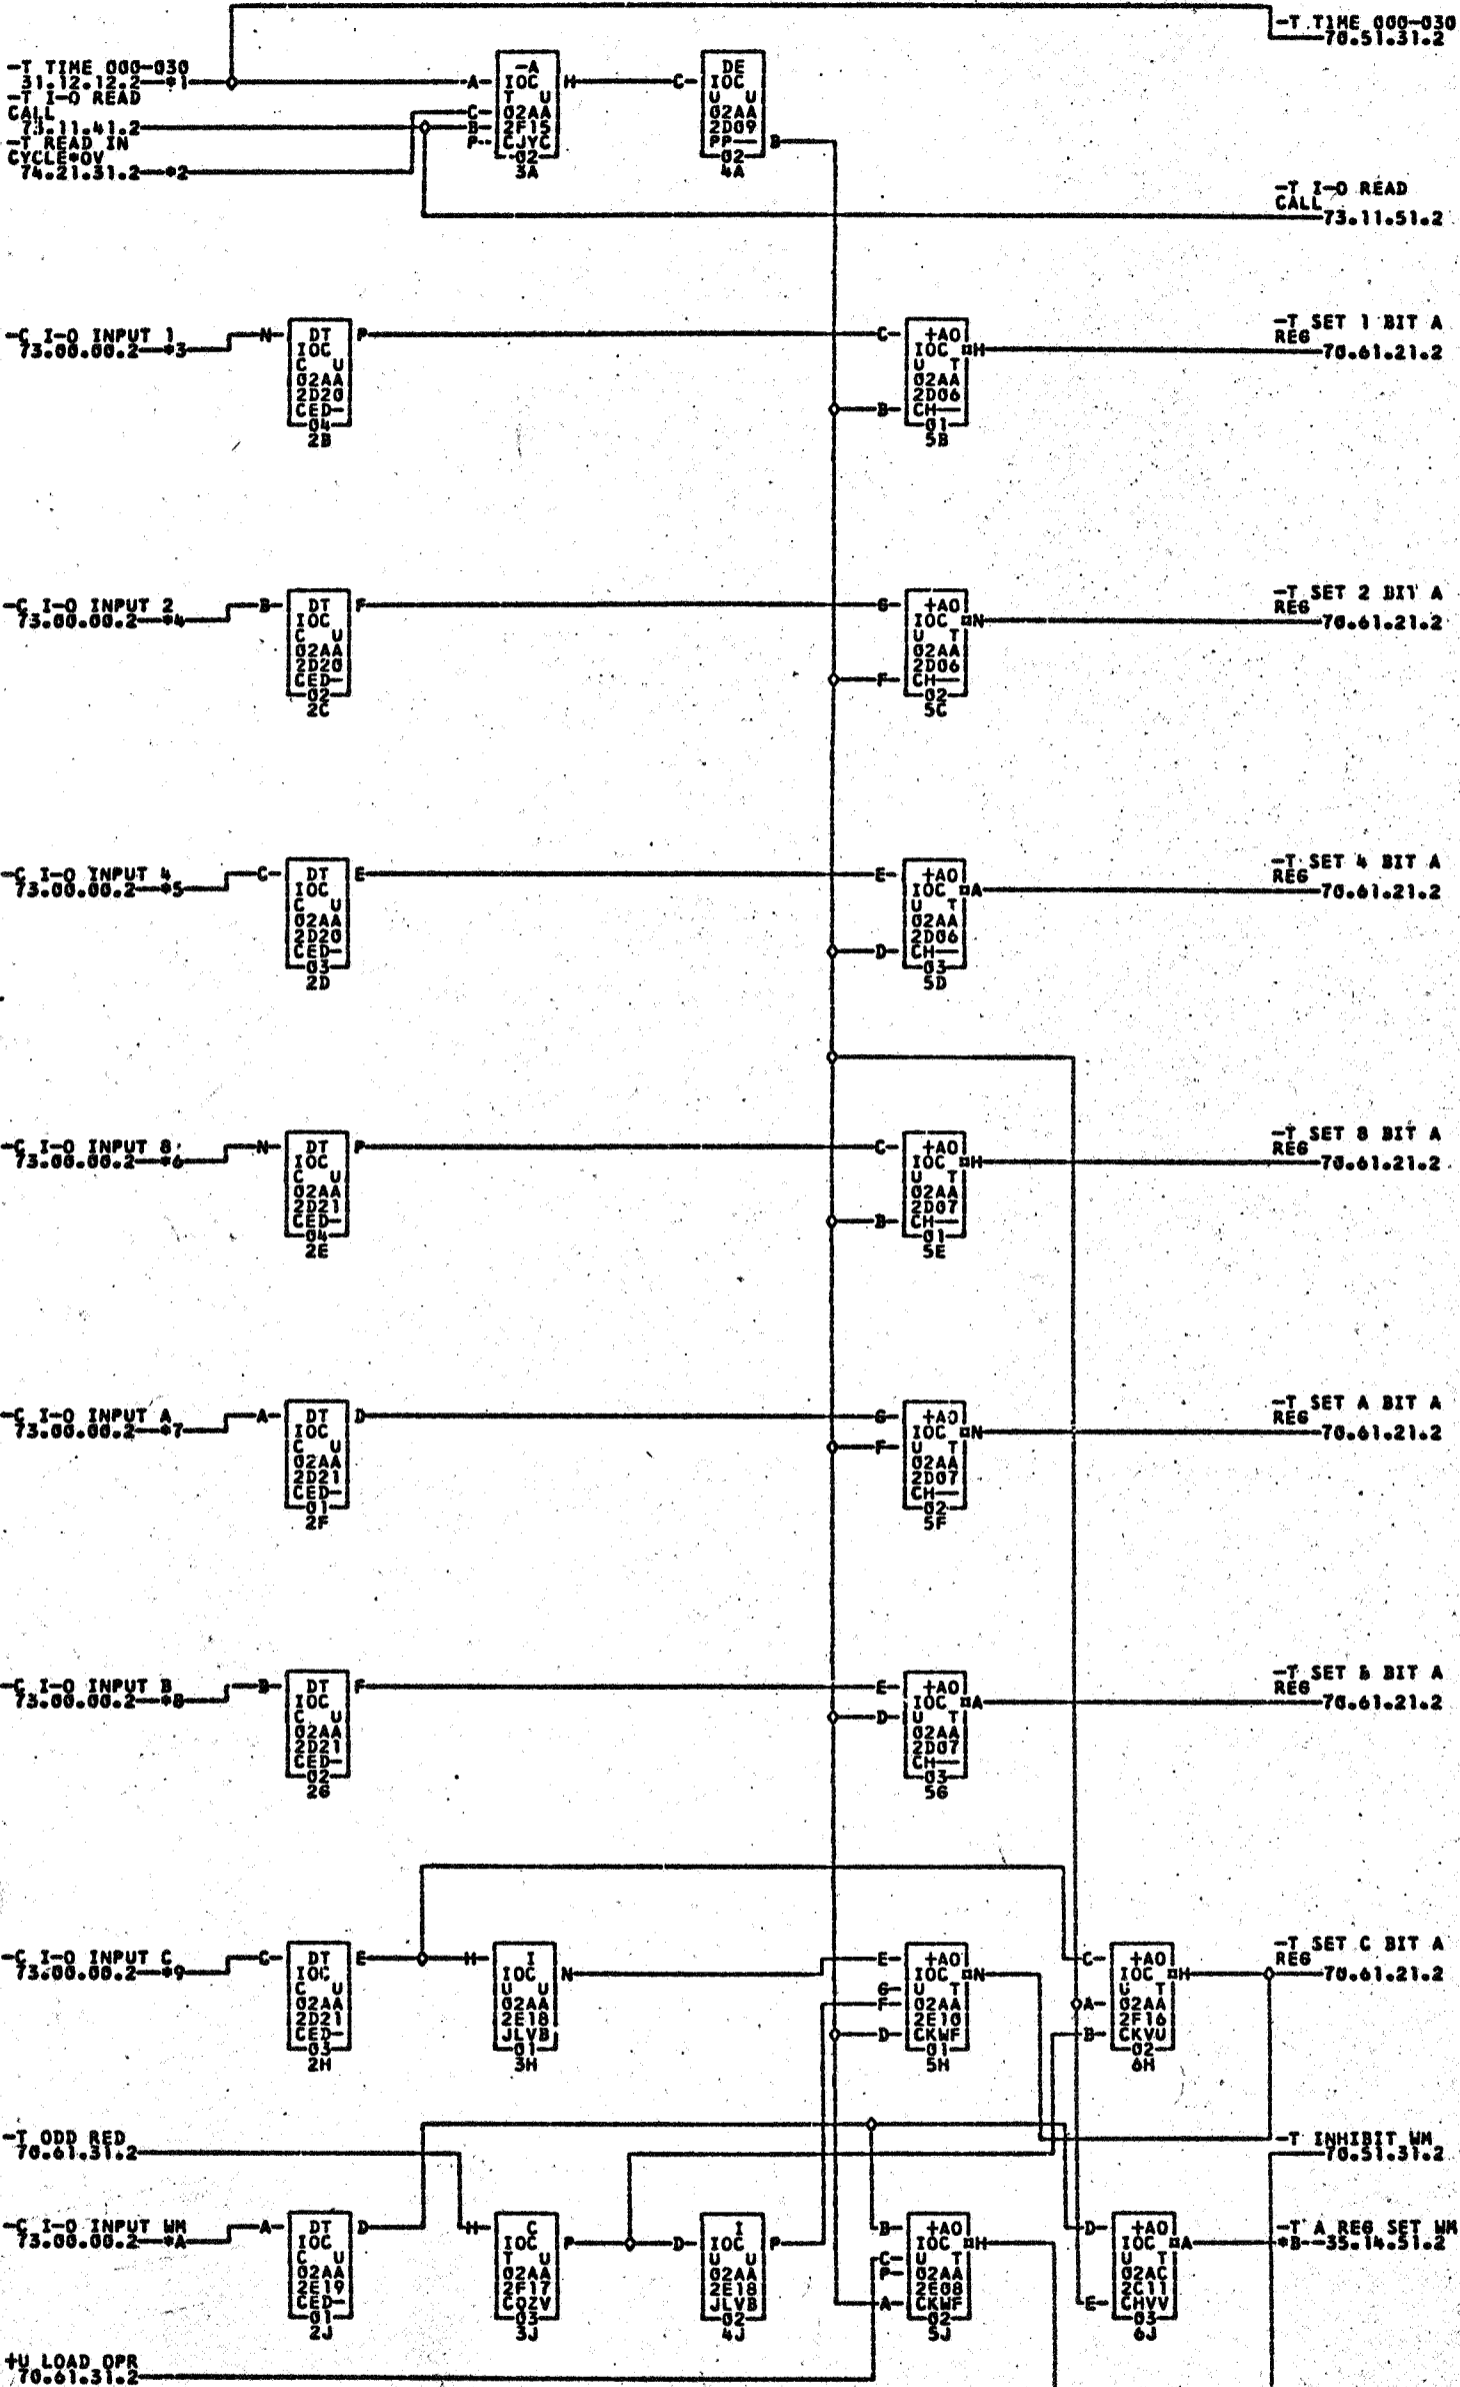 -T TIME 000-030
70.51.31.2
-T TIME 000-030
31.12.12.2—*1
-T I-O READ
CALL
73.11.41.2
-T READ IN
CYCLE*OV
74.21.31.2—*2
A
C
B
P
-A
IOC
T U
02AA
2F15
CJYC
02
3A
H
C
DE
IOC
U U
02AA
2D09
PP—
02
4A
B
-T I-O READ
CALL
73.11.51.2
-C I-O INPUT 1
73.00.00.2—*3
N
DT
IOC
C U
02AA
2D20
CED-
04
2B
P
C
B
+AO
IOC
U T
02AA
2D06
CH—
01
5B
H
-T SET 1 BIT A
REG
70.61.21.2
-C I-O INPUT 2
73.00.00.2—*4
B
DT
IOC
C U
02AA
2D20
CED-
02
2C
F
G
F
+AO
IOC
U T
02AA
2D06
CH—
02
5C
N
-T SET 2 BIT A
REG
70.61.21.2
-C I-O INPUT 4
73.00.00.2—*5
C
DT
IOC
C U
02AA
2D20
CED-
03
2D
E
E
D
+AO
IOC
U T
02AA
2D06
CH—
03
5D
A
-T SET 4 BIT A
REG
70.61.21.2
-C I-O INPUT 8
73.00.00.2—*6
N
DT
IOC
C U
02AA
2D21
CED-
04
2E
P
C
B
+AO
IOC
U T
02AA
2D07
CH—
01
5E
H
-T SET 8 BIT A
REG
70.61.21.2
-C I-O INPUT A
73.00.00.2—*7
A
DT
IOC
C U
02AA
2D21
CED-
01
2F
D
G
F
+AO
IOC
U T
02AA
2D07
CH—
02
5F
N
-T SET A BIT A
REG
70.61.21.2
-C I-O INPUT B
73.00.00.2—*8
B
DT
IOC
C U
02AA
2D21
CED-
02
2G
F
E
D
+AO
IOC
U T
02AA
2D07
CH—
03
5G
A
-T SET B BIT A
REG
70.61.21.2
-C I-O INPUT C
73.00.00.2—*9
C
DT
IOC
C U
02AA
2D21
CED-
03
2H
E
H
I
IOC
U U
02AA
2E18
JLVB
01
3H
N
E
G
F
D
+AO
IOC
U T
02AA
2E10
CKWF
01
5H
N
C
A
B
+AO
IOC
U T
02AA
2F16
CKVU
02
6H
H
-T SET C BIT A
REG
70.61.21.2
-T ODD RED
70.61.31.2
-T INHIBIT WM
70.51.31.2
-C I-O INPUT WM
73.00.00.2—*A
A
DT
IOC
C U
02AA
2E19
CED-
01
2J
D
H
C
IOC
T U
02AA
2F17
CQZV
03
3J
P
D
I
IOC
U U
02AA
2E18
JLVB
02
4J
P
B
C
P
A
+AO
IOC
U T
02AA
2E08
CKWF
02
5J
H
D
E
+AO
IOC
U T
02AC
2C11
CHVV
03
6J
A
-T A REG SET WM
*B—35.14.51.2
+U LOAD OPR
70.61.31.2